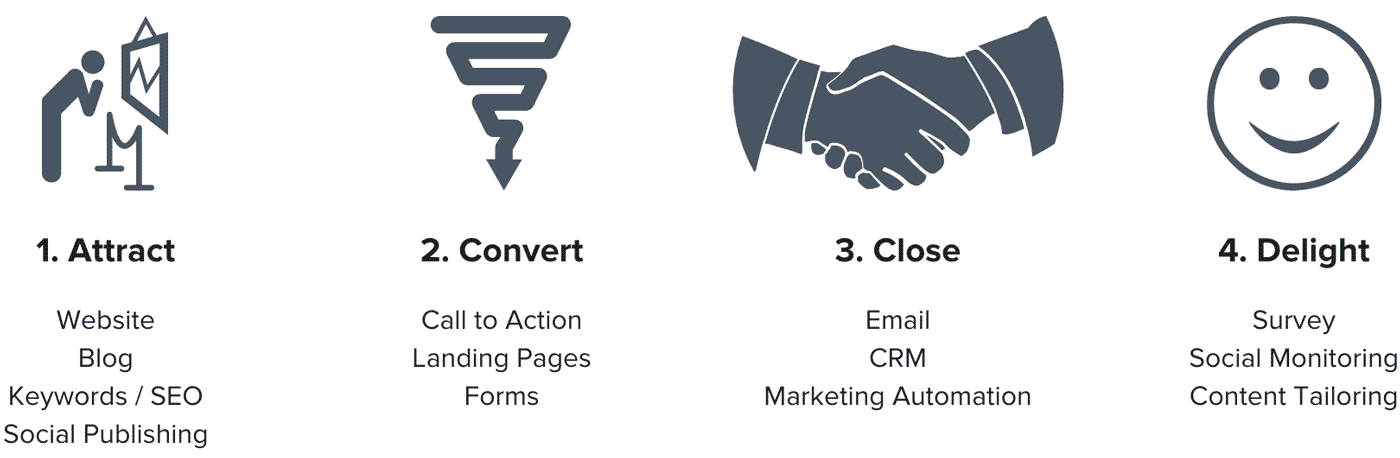 1. Attract
Website
Blog
Keywords / SEO
Social Publishing
2. Convert
Call to Action
Landing Pages
Forms
3. Close
Email
CRM
Marketing Automation
4. Delight
Survey
Social Monitoring
Content Tailoring